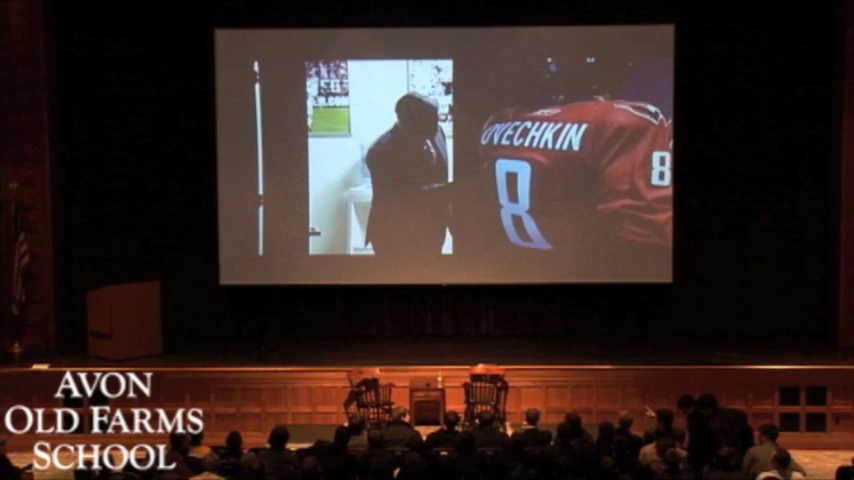 OVECHKIN
8
8
AVON
OLD FARMS
SCHOOL